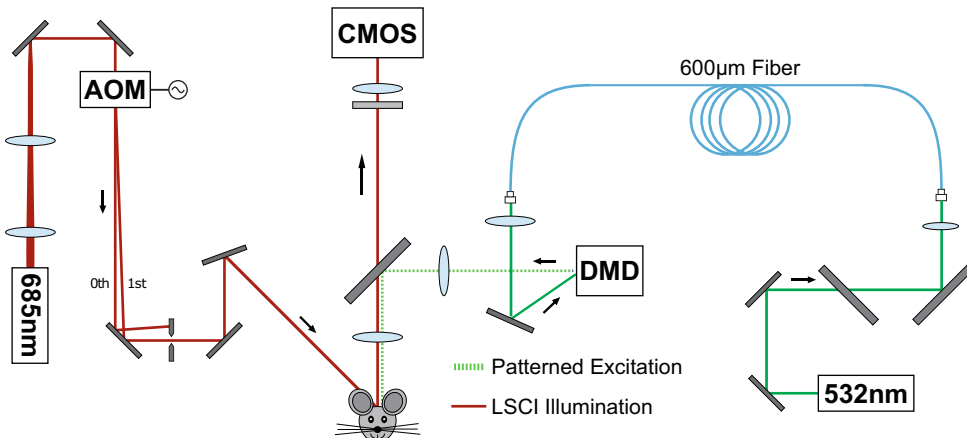 CMOS
600µm Fiber
AOM
0th 1st
685nm
DMD
Patterned Excitation
LSCI Illumination
532nm